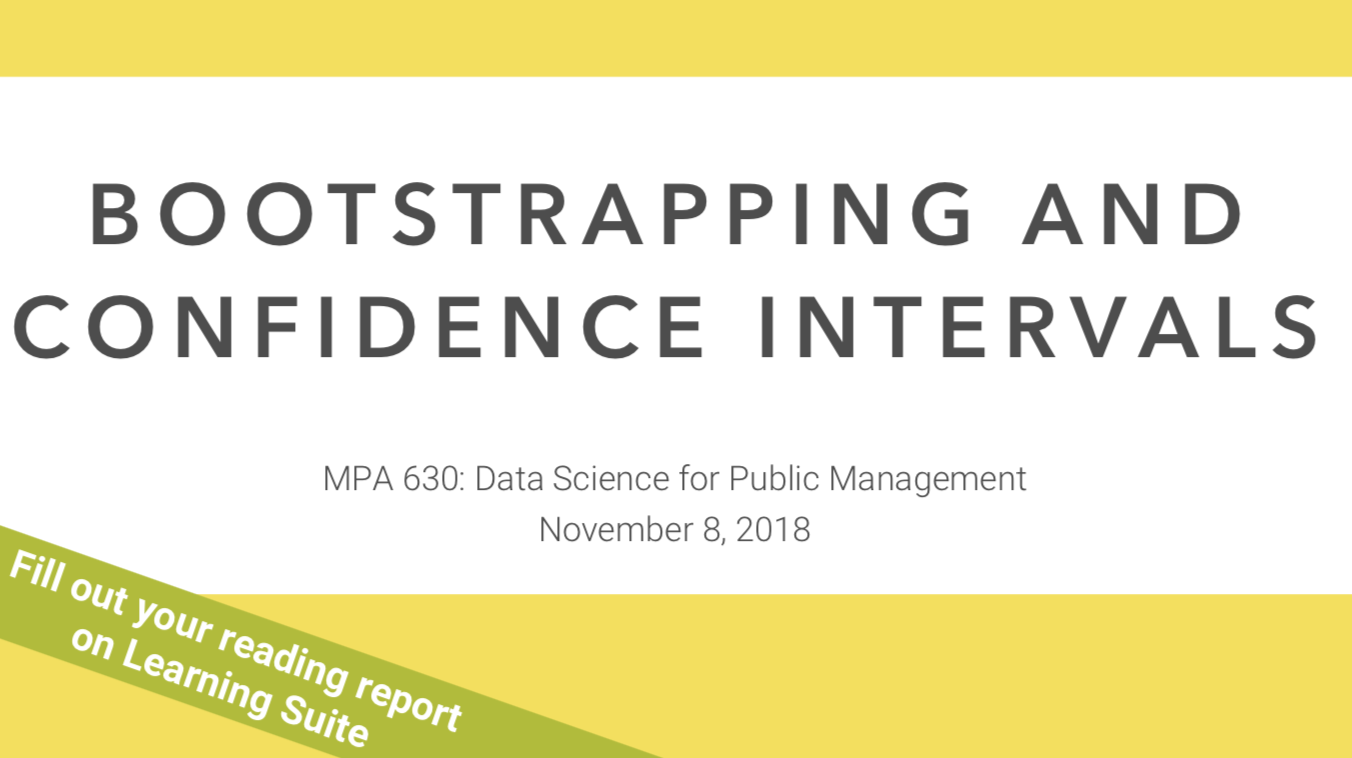 BOOTSTRAPPING AND
CONFIDENCE INTERVALS
MPA 630: Data Science for Public Management
November 8, 2018
Fill out your reading report
on Learning Suite